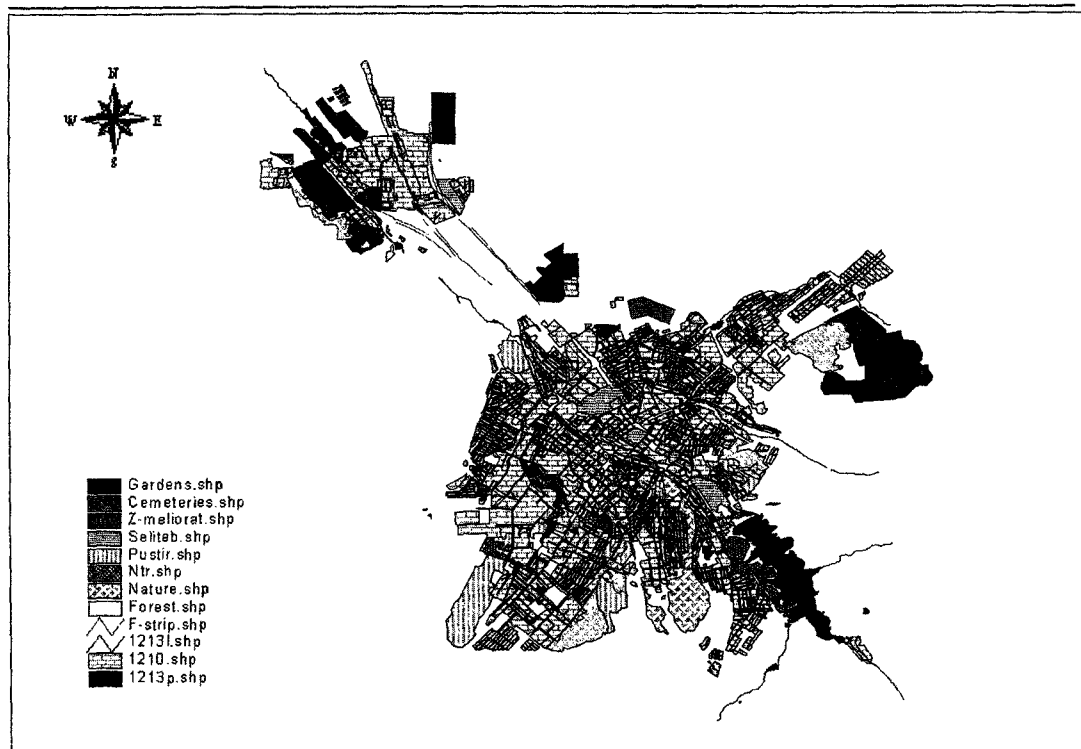 N
W E
S
Gardens.shp
Cemeteries.shp
Z-meliorat.shp
Seliteb.shp
Pustir.shp
Ntr.shp
Nature.shp
Forest.shp
F-strip.shp
1213l.shp
1210.shp
1213p.shp